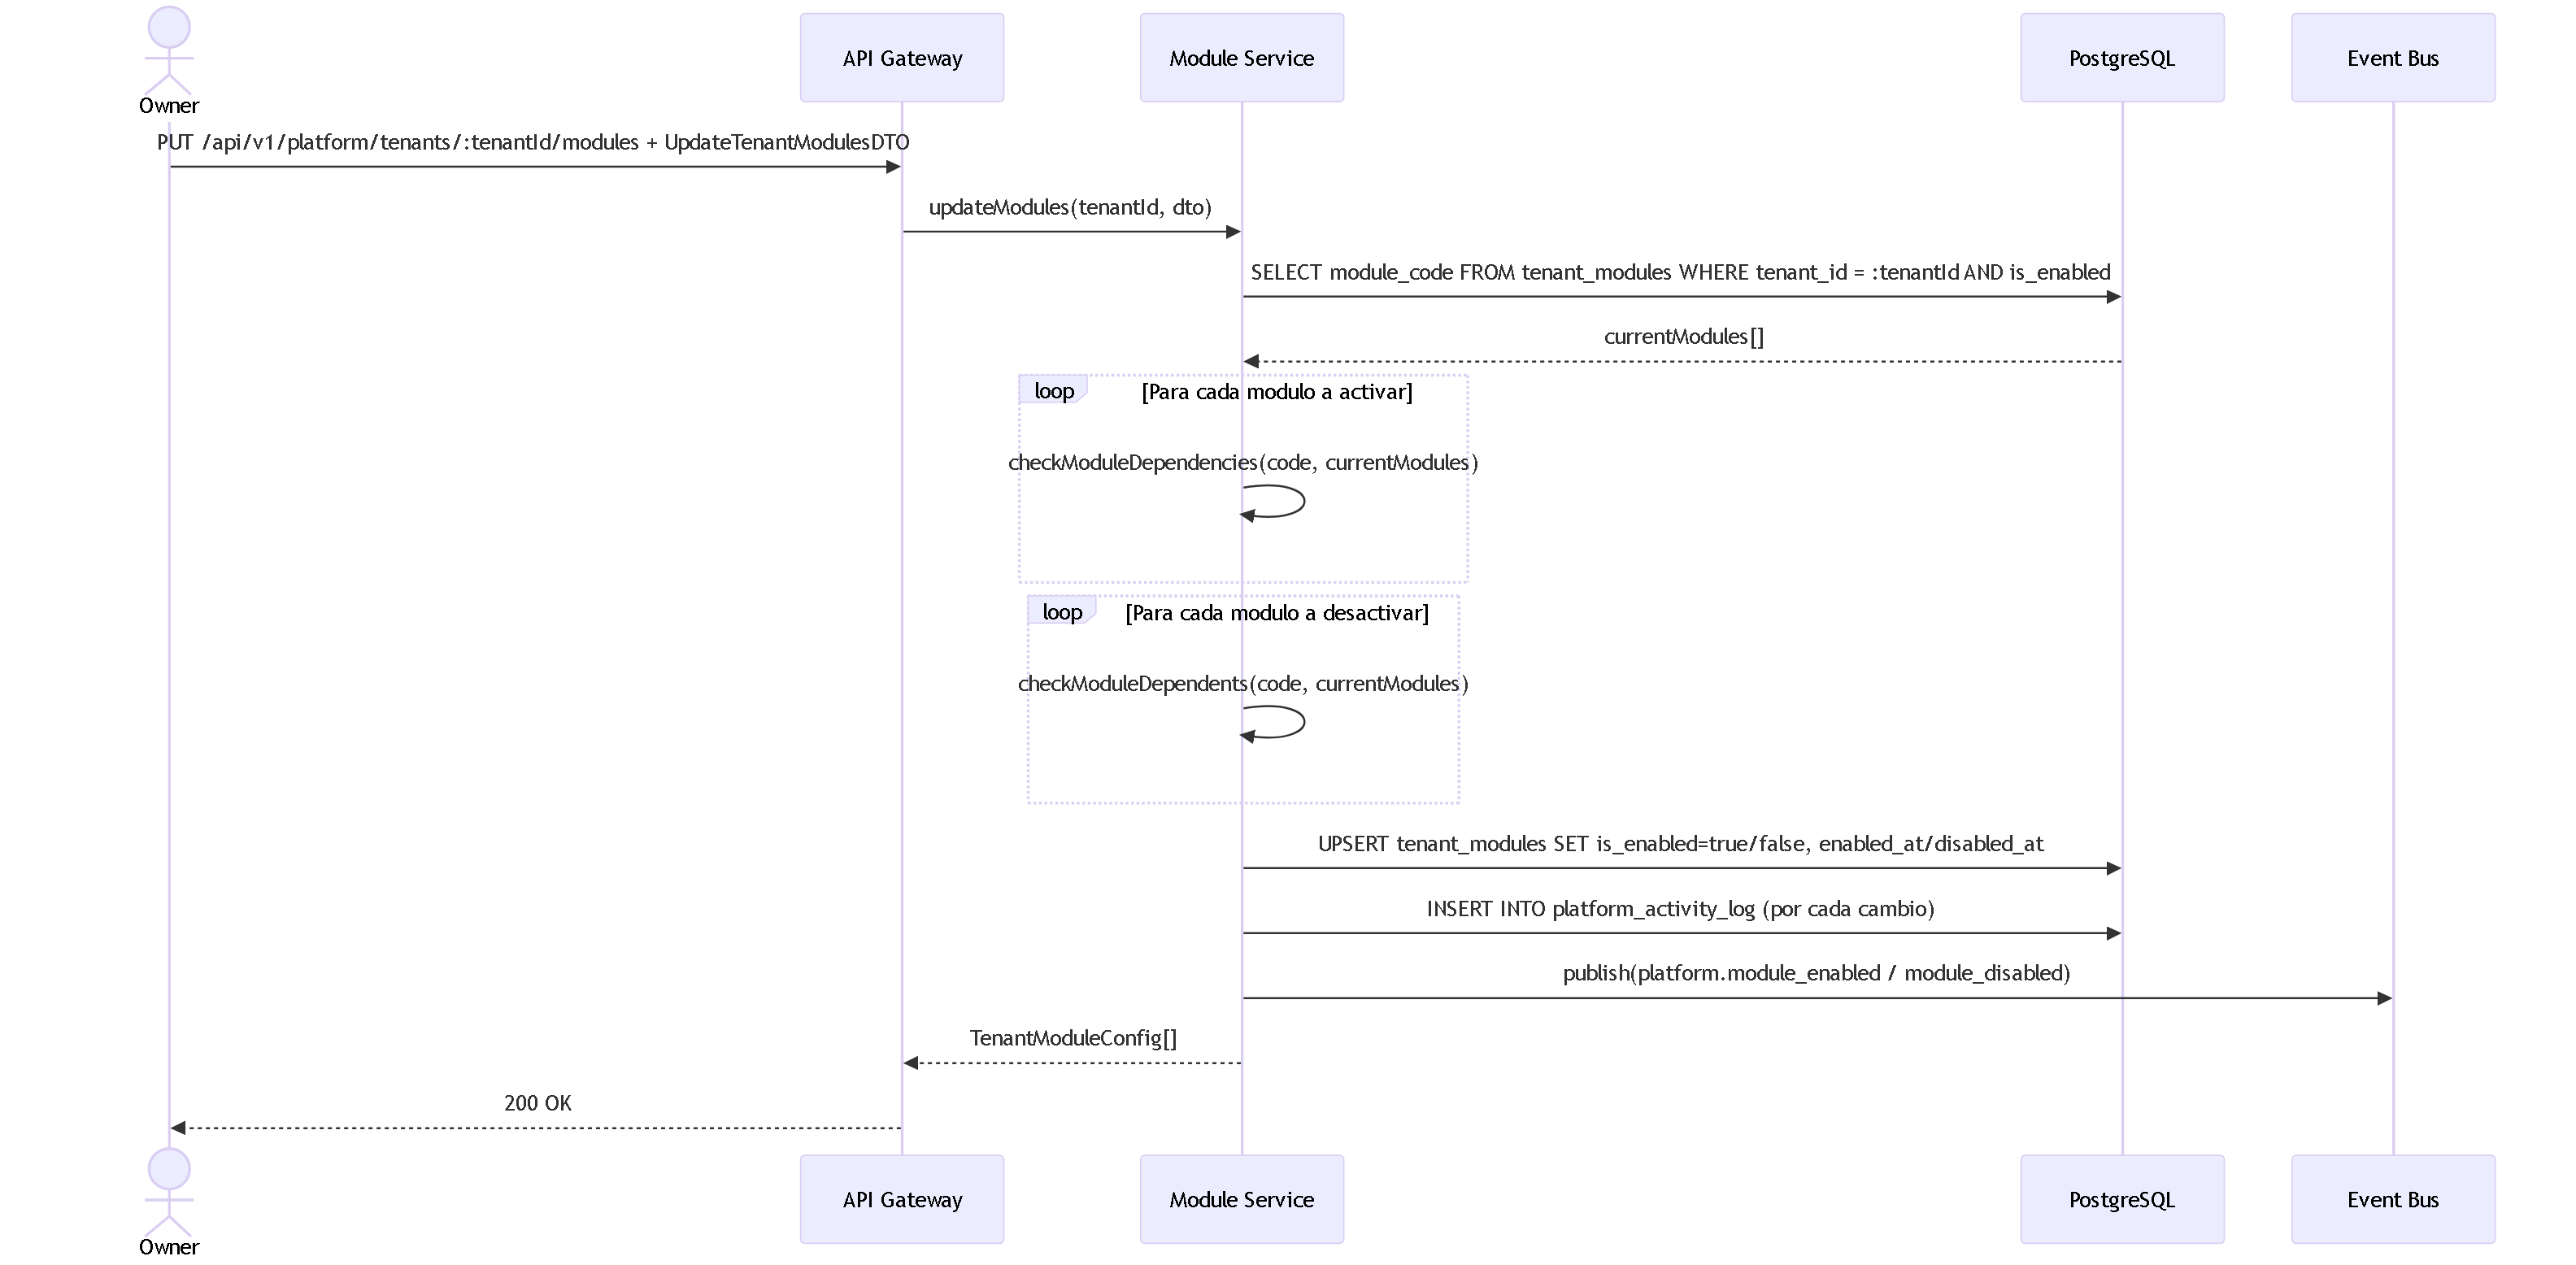 Owner
API Gateway
Module Service
PostgreSQL
Event Bus
PUT /api/v1/platform/tenants/:tenantId/modules + UpdateTenantModulesDTO
updateModules(tenantId, dto)
SELECT module_code FROM tenant_modules WHERE tenant_id = :tenantId AND is_enabled
currentModules[]
loop
[Para cada modulo a activar]
checkModuleDependencies(code, currentModules)
loop
[Para cada modulo a desactivar]
checkModuleDependents(code, currentModules)
UPSERT tenant_modules SET is_enabled=true/false, enabled_at/disabled_at
INSERT INTO platform_activity_log (por cada cambio)
publish(platform.module_enabled / module_disabled)
TenantModuleConfig[]
200 OK
Owner
API Gateway
Module Service
PostgreSQL
Event Bus